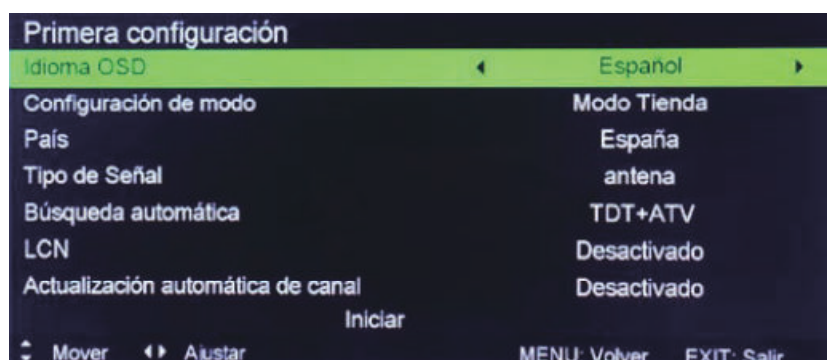 Primera configuración
Idioma OSD Español
Configuración de modo Modo Tienda
País España
Tipo de Señal antena
Búsqueda automática TDT+ATV
LCN Desactivado
Actualización automática de canal Desactivado
Iniciar
Mover Ajustar MENU: Volver EXIT: Salir